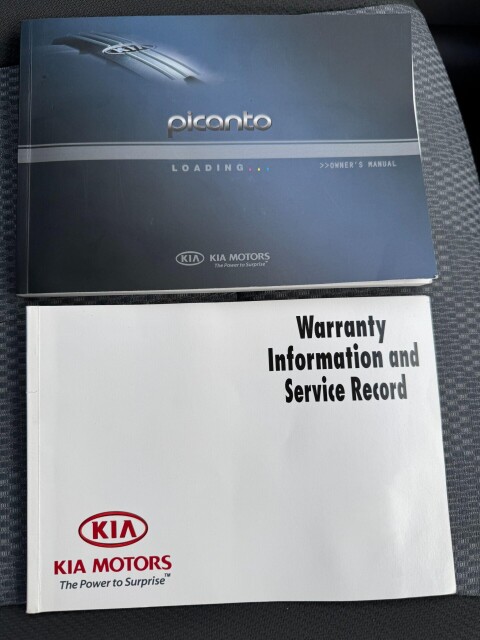 KIA
picanto
LOADING...
>>OWNER'S MANUAL
KIA KIA MOTORS
The Power to Surprise™
Warranty
Information and
Service Record
KIA
KIA MOTORS
The Power to Surprise™